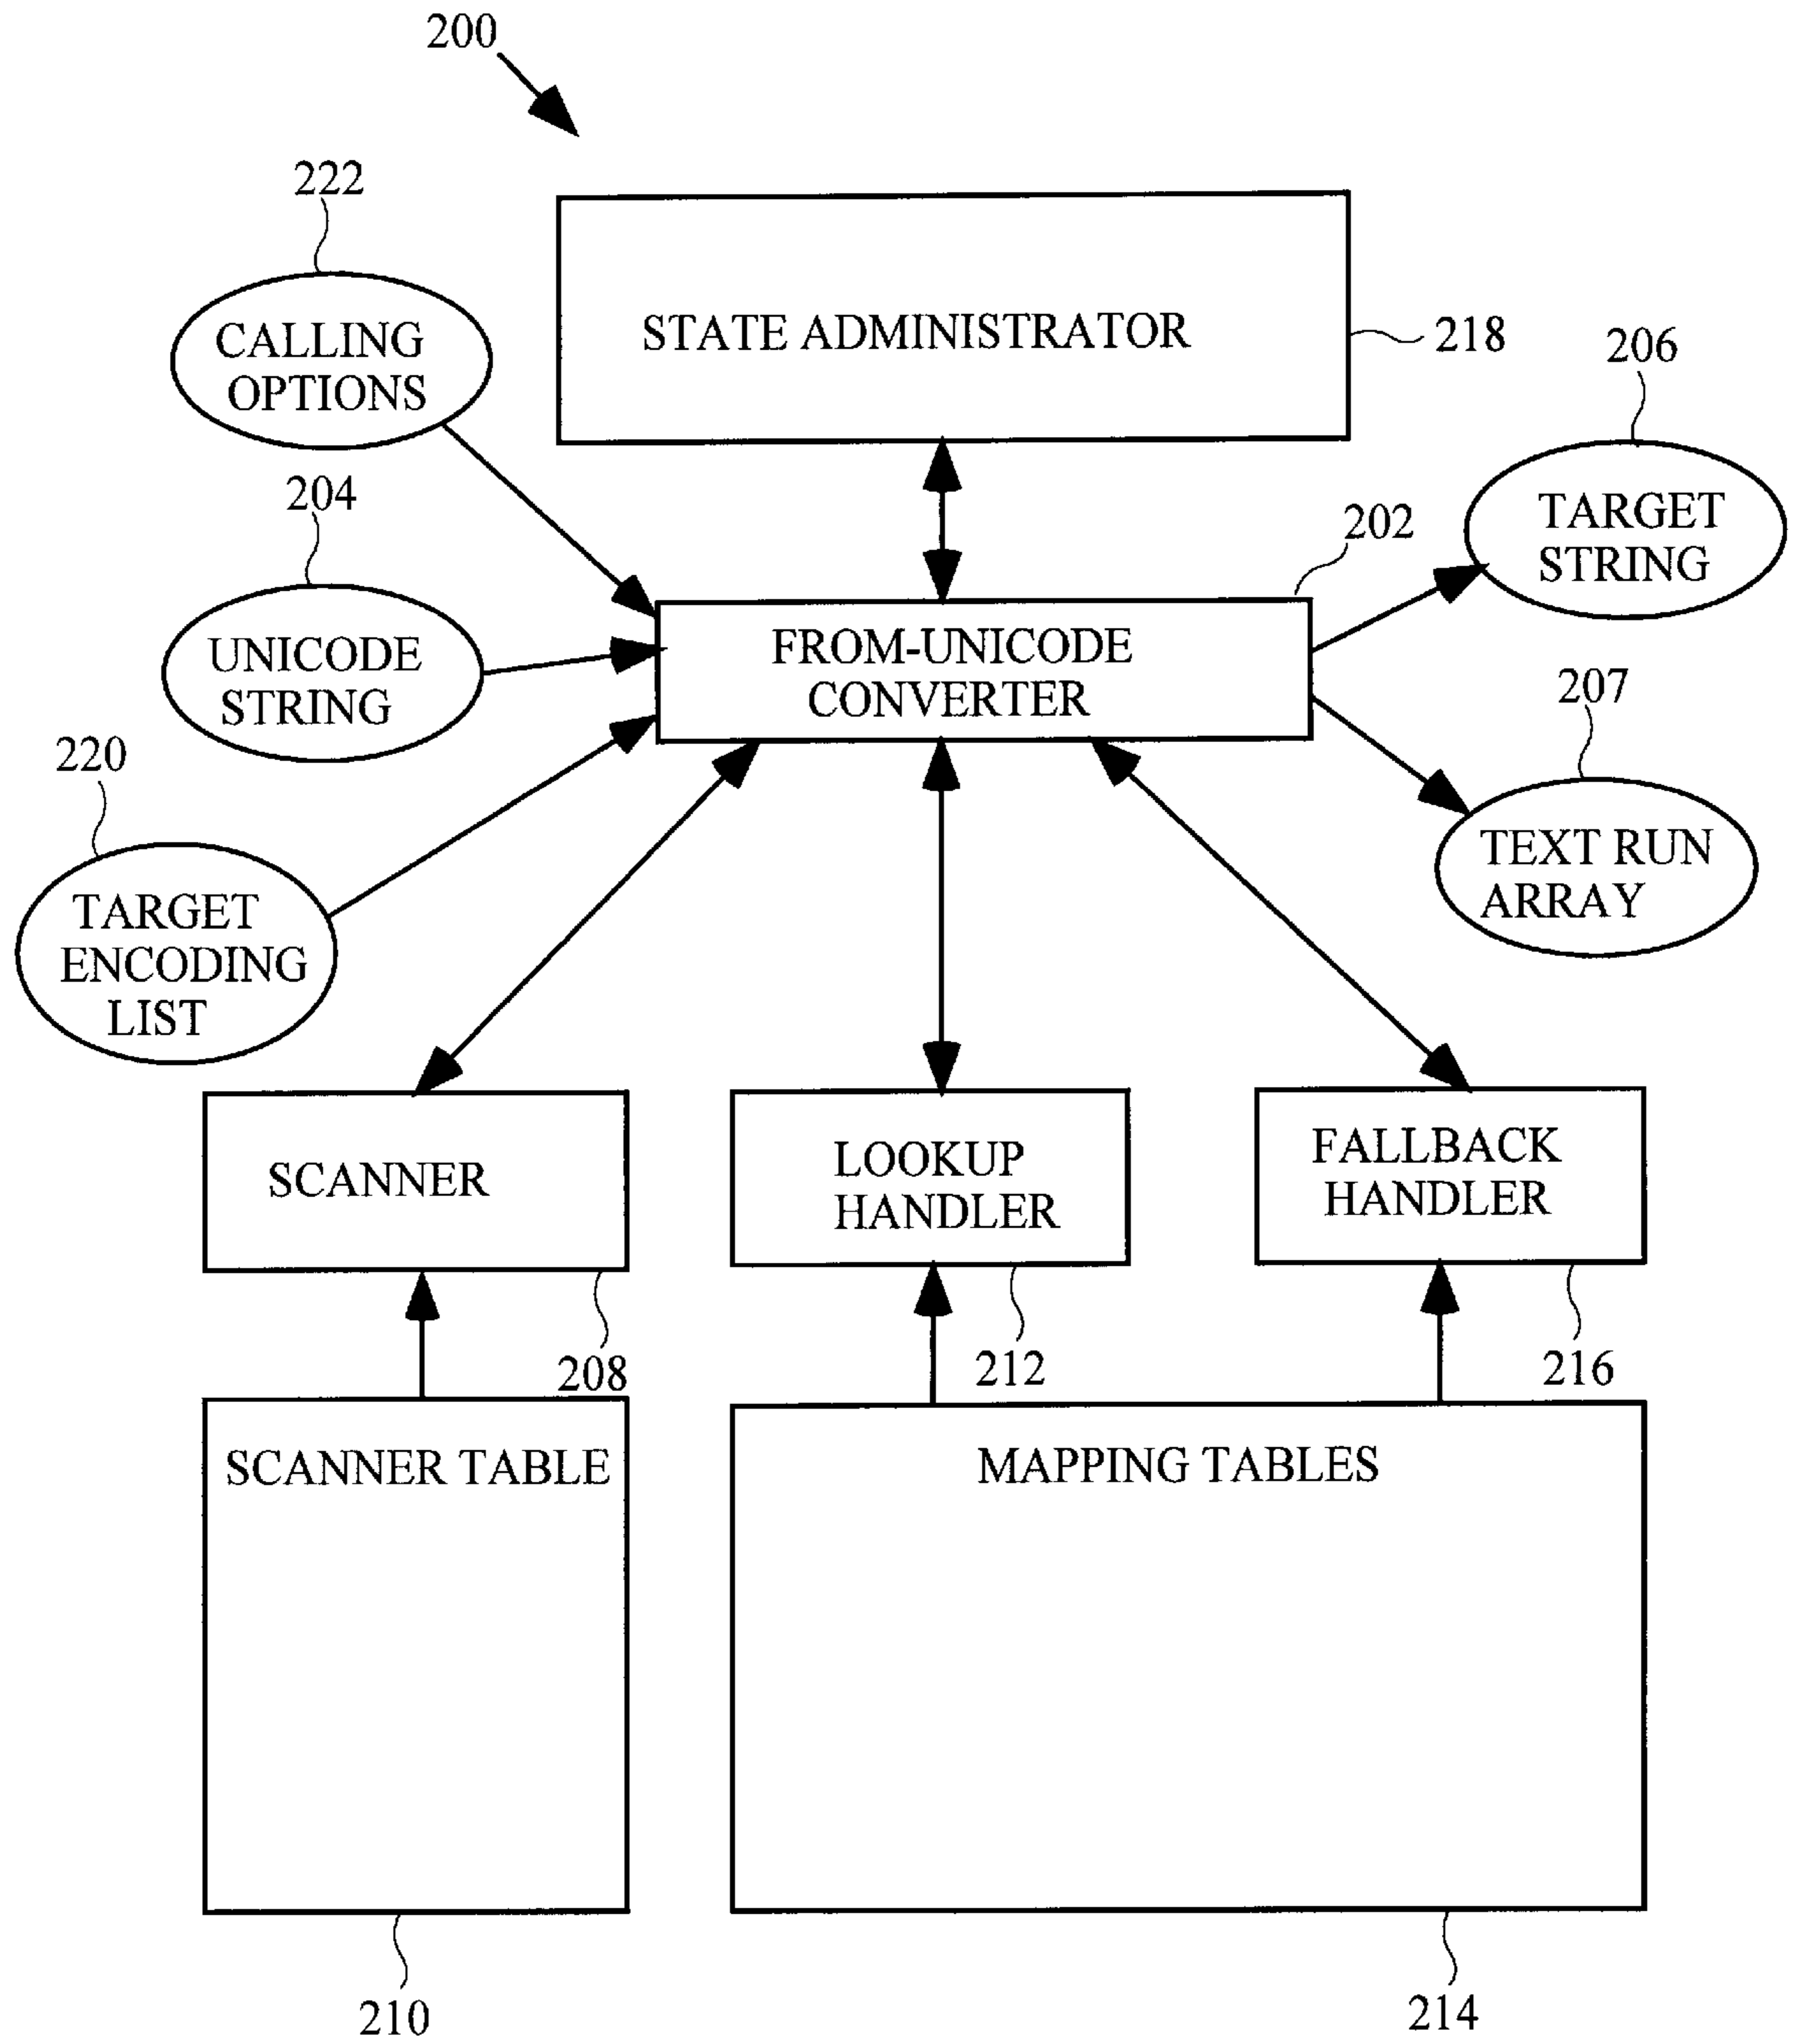 200
222
CALLING
OPTIONS
STATE ADMINISTRATOR
218
206
TARGET
STRING
204
UNICODE
STRING
202
FROM-UNICODE
CONVERTER
207
TEXT RUN
ARRAY
220
TARGET
ENCODING
LIST
SCANNER
208
LOOKUP
HANDLER
212
FALLBACK
HANDLER
216
SCANNER TABLE
210
MAPPING TABLES
214